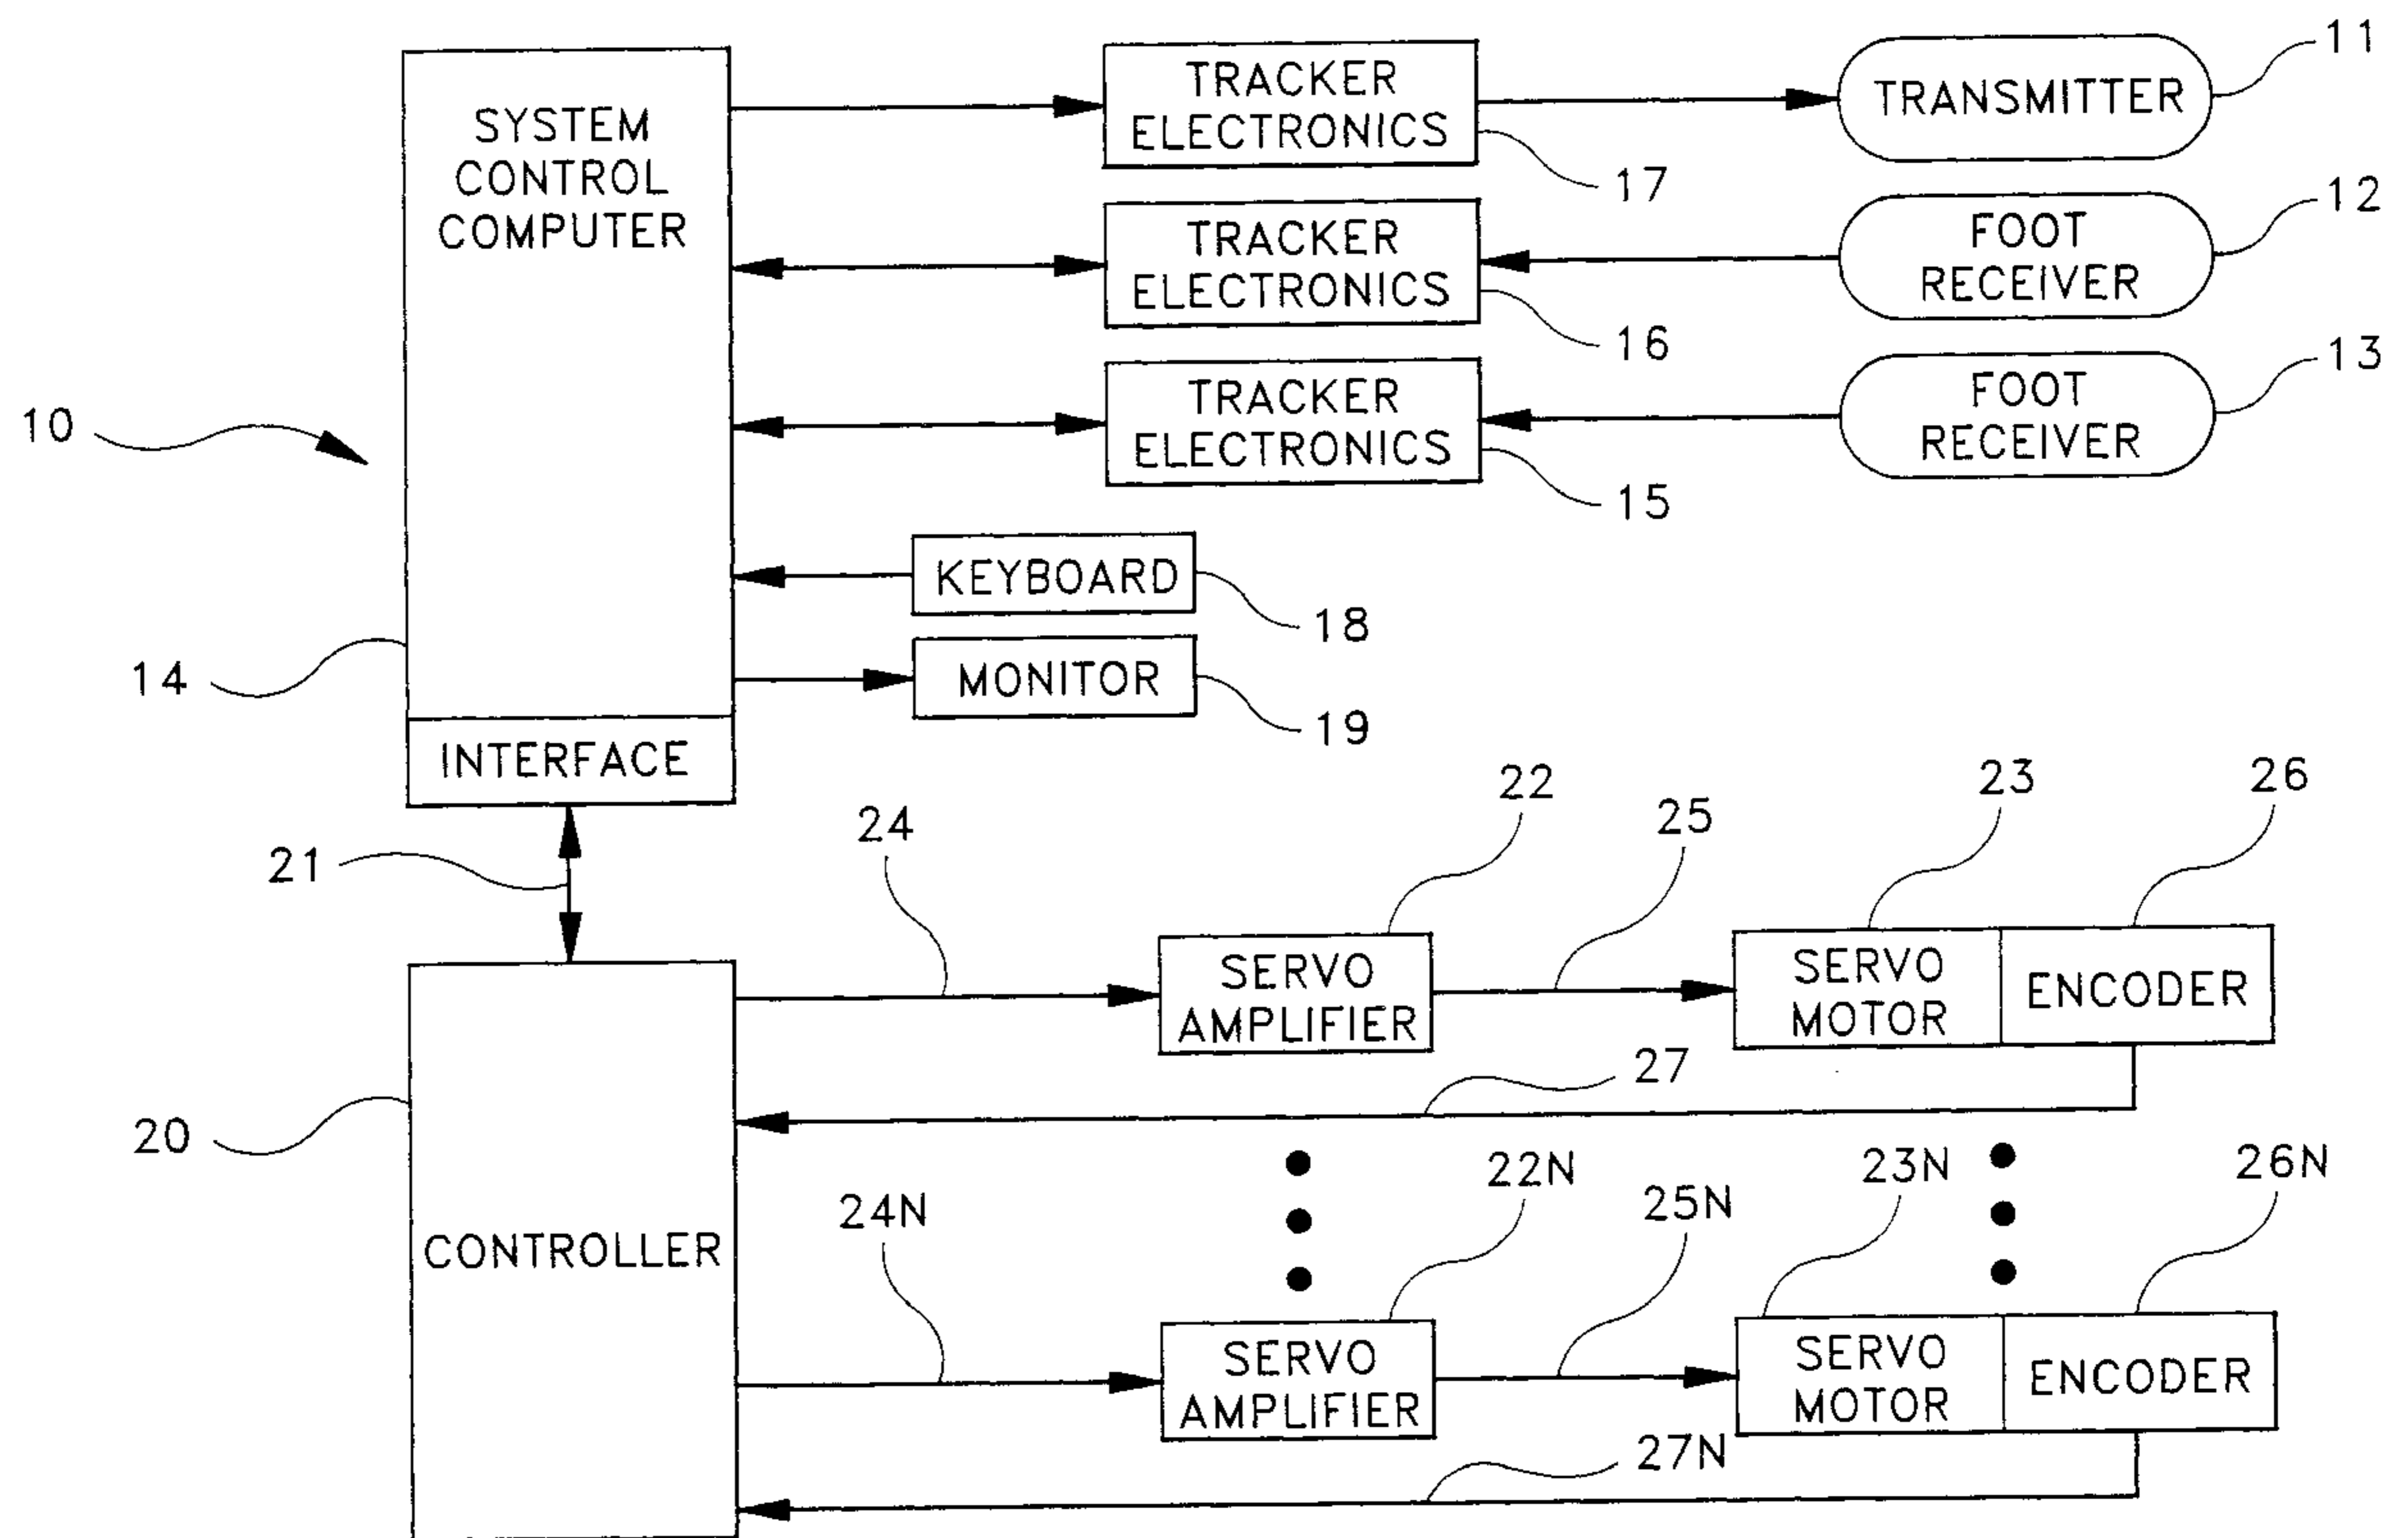 TRACKER
ELECTRONICS
TRANSMITTER
11
SYSTEM
CONTROL
COMPUTER
17
12
TRACKER
ELECTRONICS
FOOT
RECEIVER
16
13
TRACKER
ELECTRONICS
FOOT
RECEIVER
10
15
KEYBOARD
18
14
MONITOR
19
INTERFACE
21
24
22
25
23
26
SERVO
AMPLIFIER
SERVO
MOTOR
ENCODER
27
20
CONTROLLER
24N
22N
25N
23N
26N
SERVO
AMPLIFIER
SERVO
MOTOR
ENCODER
27N